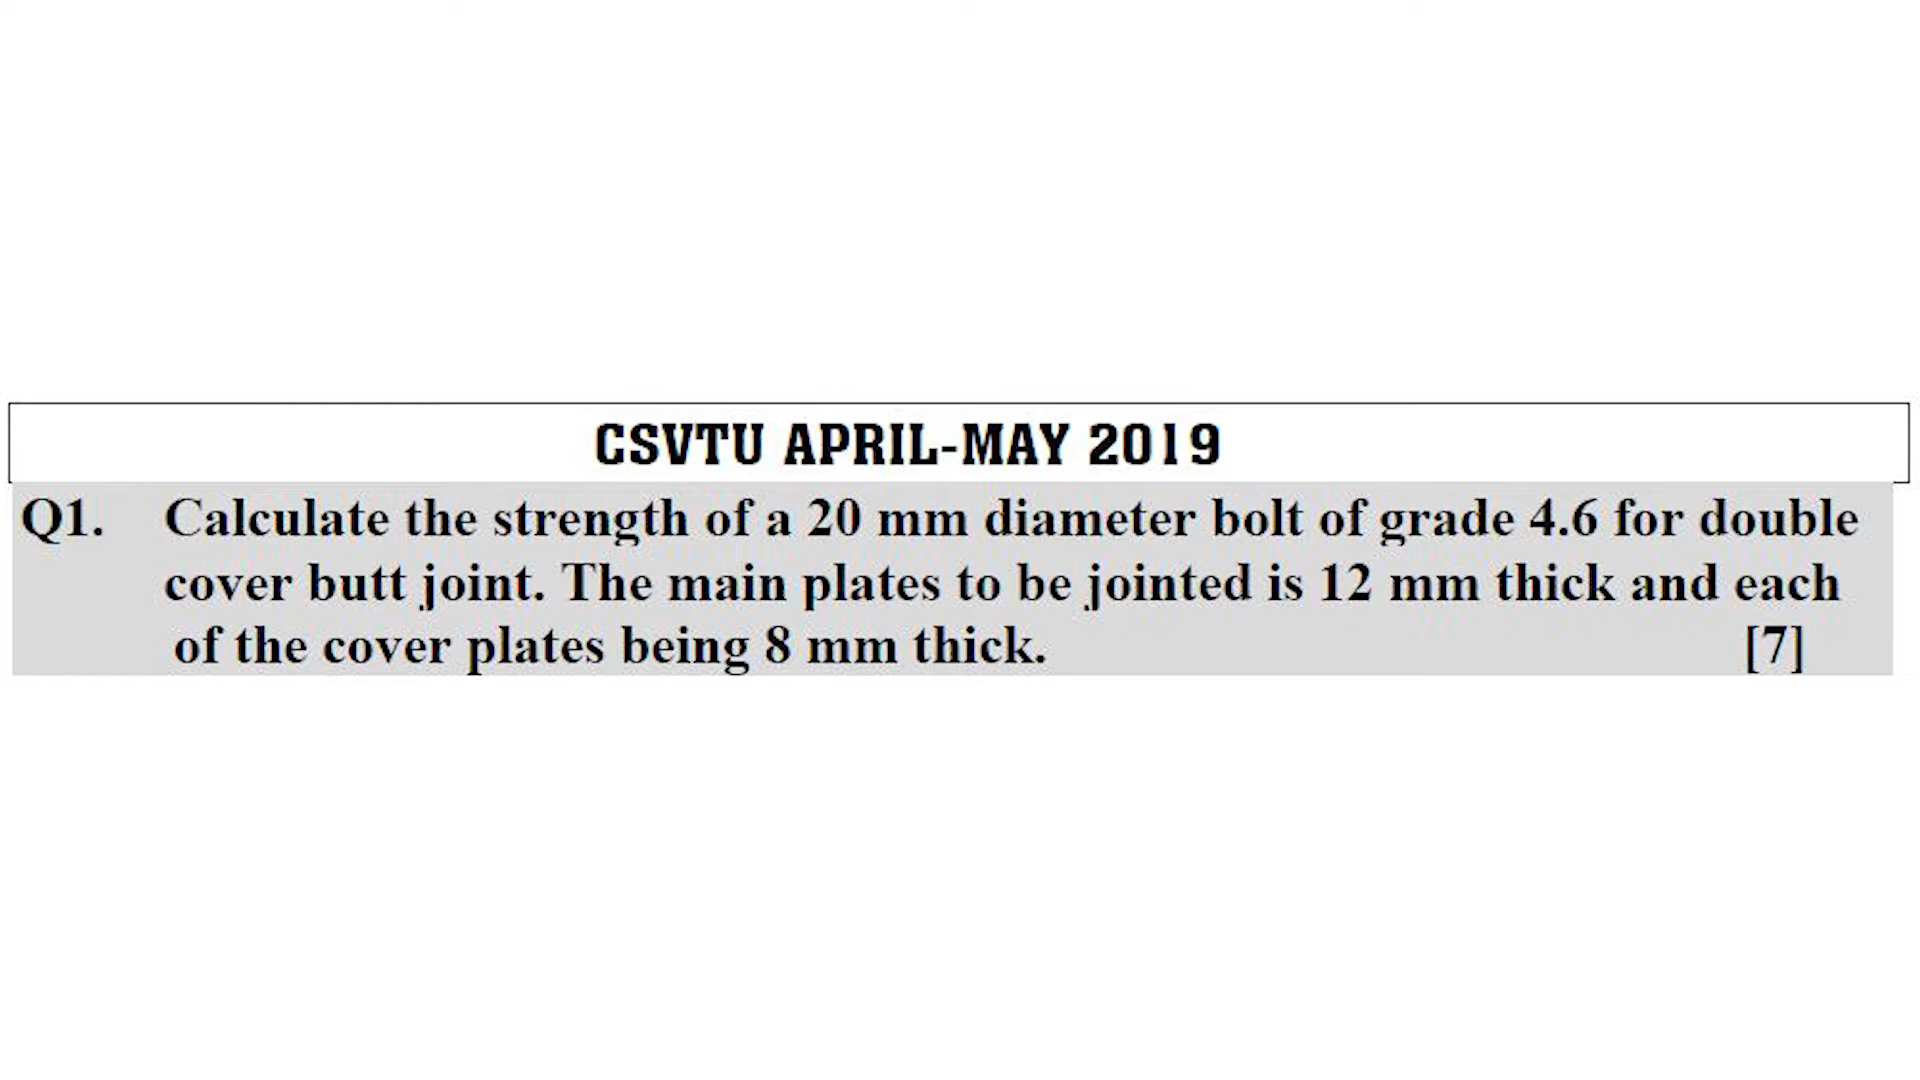 CSVTU APRIL-MAY 2019
Q1. Calculate the strength of a 20 mm diameter bolt of grade 4.6 for double
cover butt joint. The main plates to be jointed is 12 mm thick and each
of the cover plates being 8 mm thick. [7]